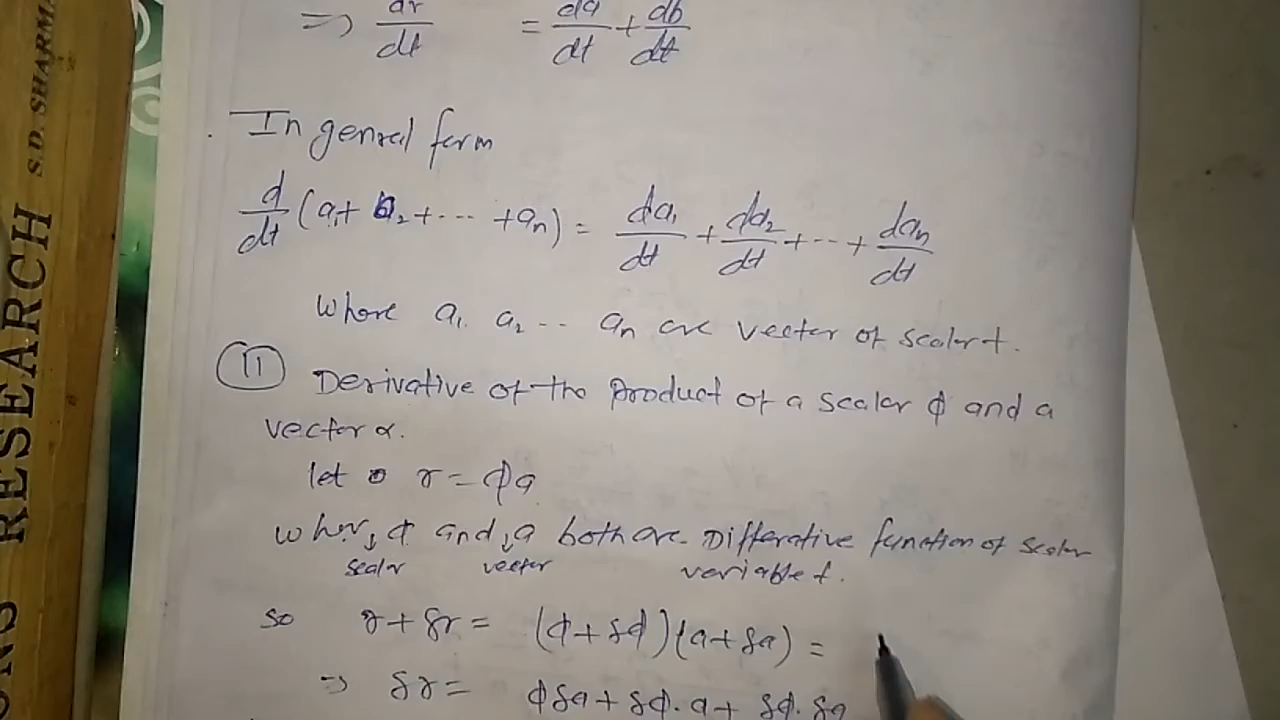 => dr/dt = da/dt + db/dt
In genral form
d/dt (a₁ + a₂ + --- + aₙ) = da₁/dt + da₂/dt + --- + daₙ/dt
Where a₁ a₂ -- aₙ are vector of scalar t.
(II) Derivative of the product of a scalar ϕ and a
vector α.
let r = ϕa
wher, ϕ and, a both are Differative function of scalar
scalr vector variable t.
so r + δr = (ϕ + δϕ)(a + δa) =
=> δr = ϕδa + δϕ.a + δϕ.δa
S.D. SHARMA
ONS RESEARCH